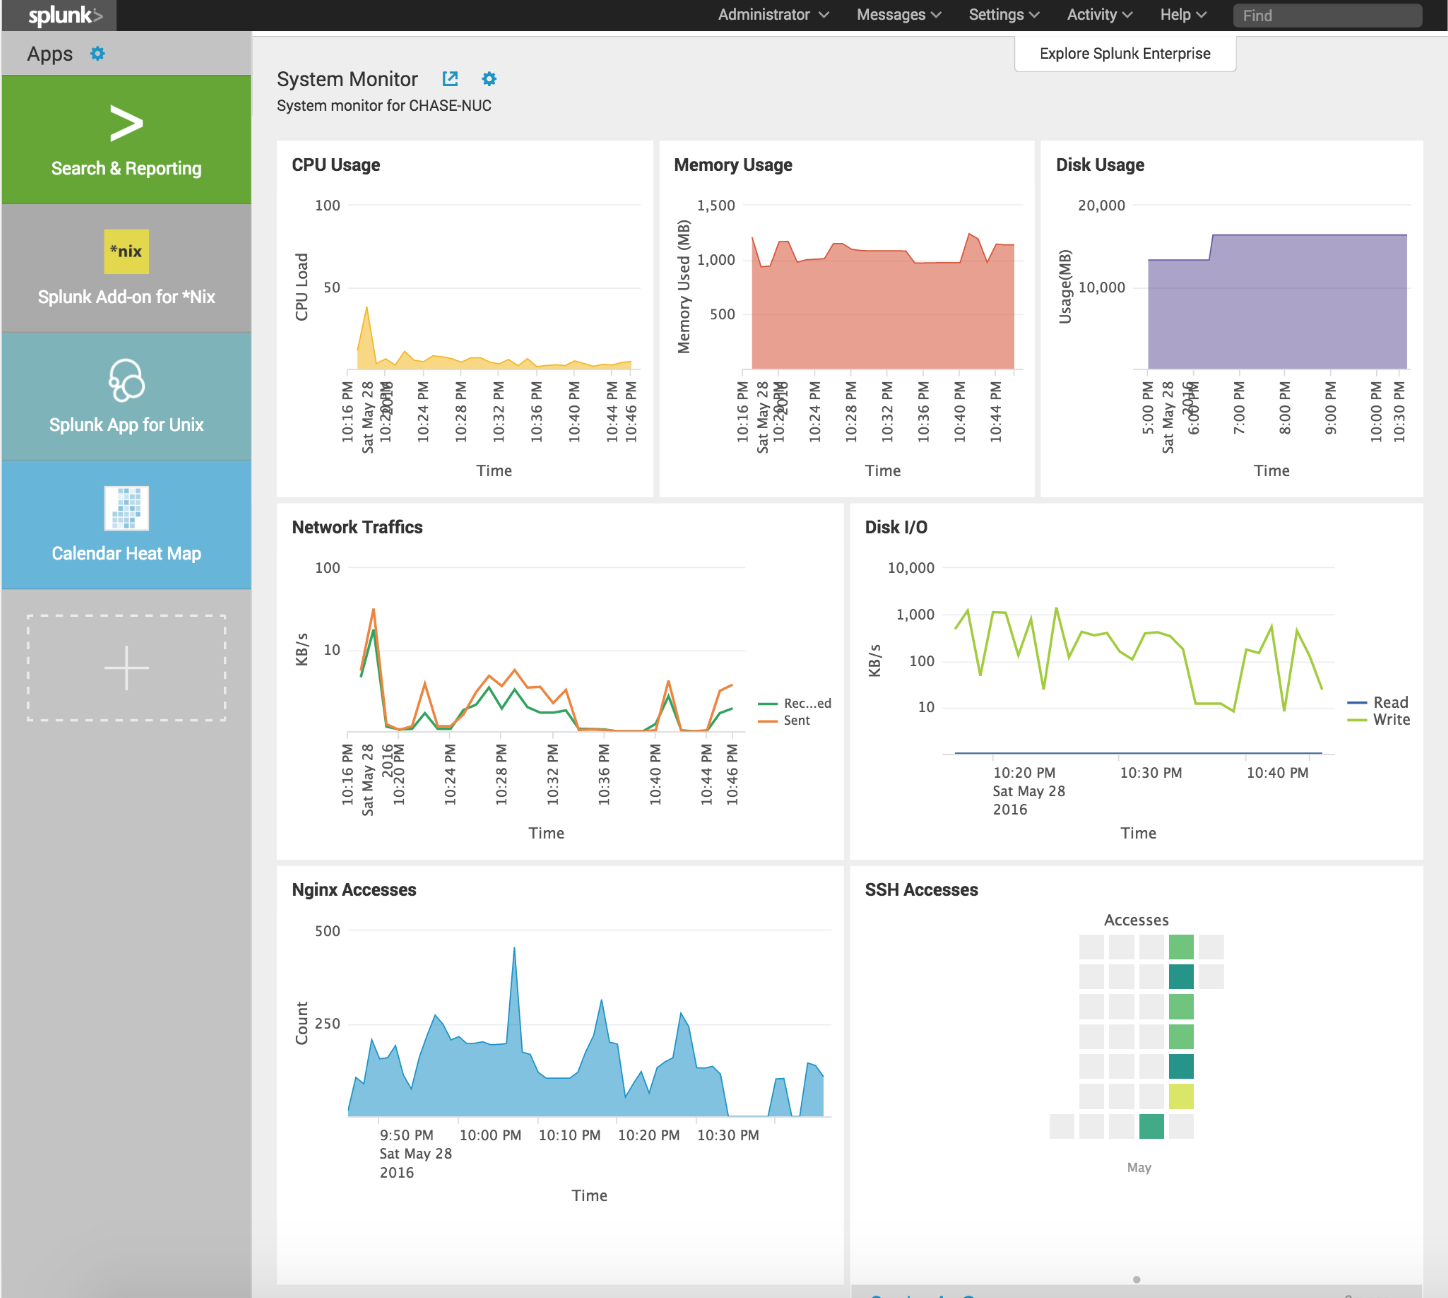 splunk>
Administrator
Messages
Settings
Activity
Help
Find
Apps
Explore Splunk Enterprise
System Monitor
System monitor for CHASE-NUC
Search & Reporting
*nix
Splunk Add-on for *Nix
Splunk App for Unix
Calendar Heat Map
CPU Usage
100
50
CPU Load
10:16 PM
Sat May 28
2016
10:20 PM
10:24 PM
10:28 PM
10:32 PM
10:36 PM
10:40 PM
10:44 PM
10:46 PM
Time
Memory Usage
1,500
1,000
500
Memory Used (MB)
10:16 PM
Sat May 28
2016
10:20 PM
10:24 PM
10:28 PM
10:32 PM
10:36 PM
10:40 PM
10:44 PM
Time
Disk Usage
20,000
10,000
Usage(MB)
5:00 PM
Sat May 28
2016
6:00 PM
7:00 PM
8:00 PM
9:00 PM
10:00 PM
10:30 PM
Time
Network Traffics
100
10
KB/s
10:16 PM
Sat May 28
2016
10:20 PM
10:24 PM
10:28 PM
10:32 PM
10:36 PM
10:40 PM
10:44 PM
10:46 PM
Time
Rec...ed
Sent
Disk I/O
10,000
1,000
100
10
KB/s
10:20 PM
Sat May 28
2016
10:30 PM
10:40 PM
Time
Read
Write
Nginx Accesses
500
250
Count
9:50 PM
Sat May 28
2016
10:00 PM
10:10 PM
10:20 PM
10:30 PM
Time
SSH Accesses
Accesses
May